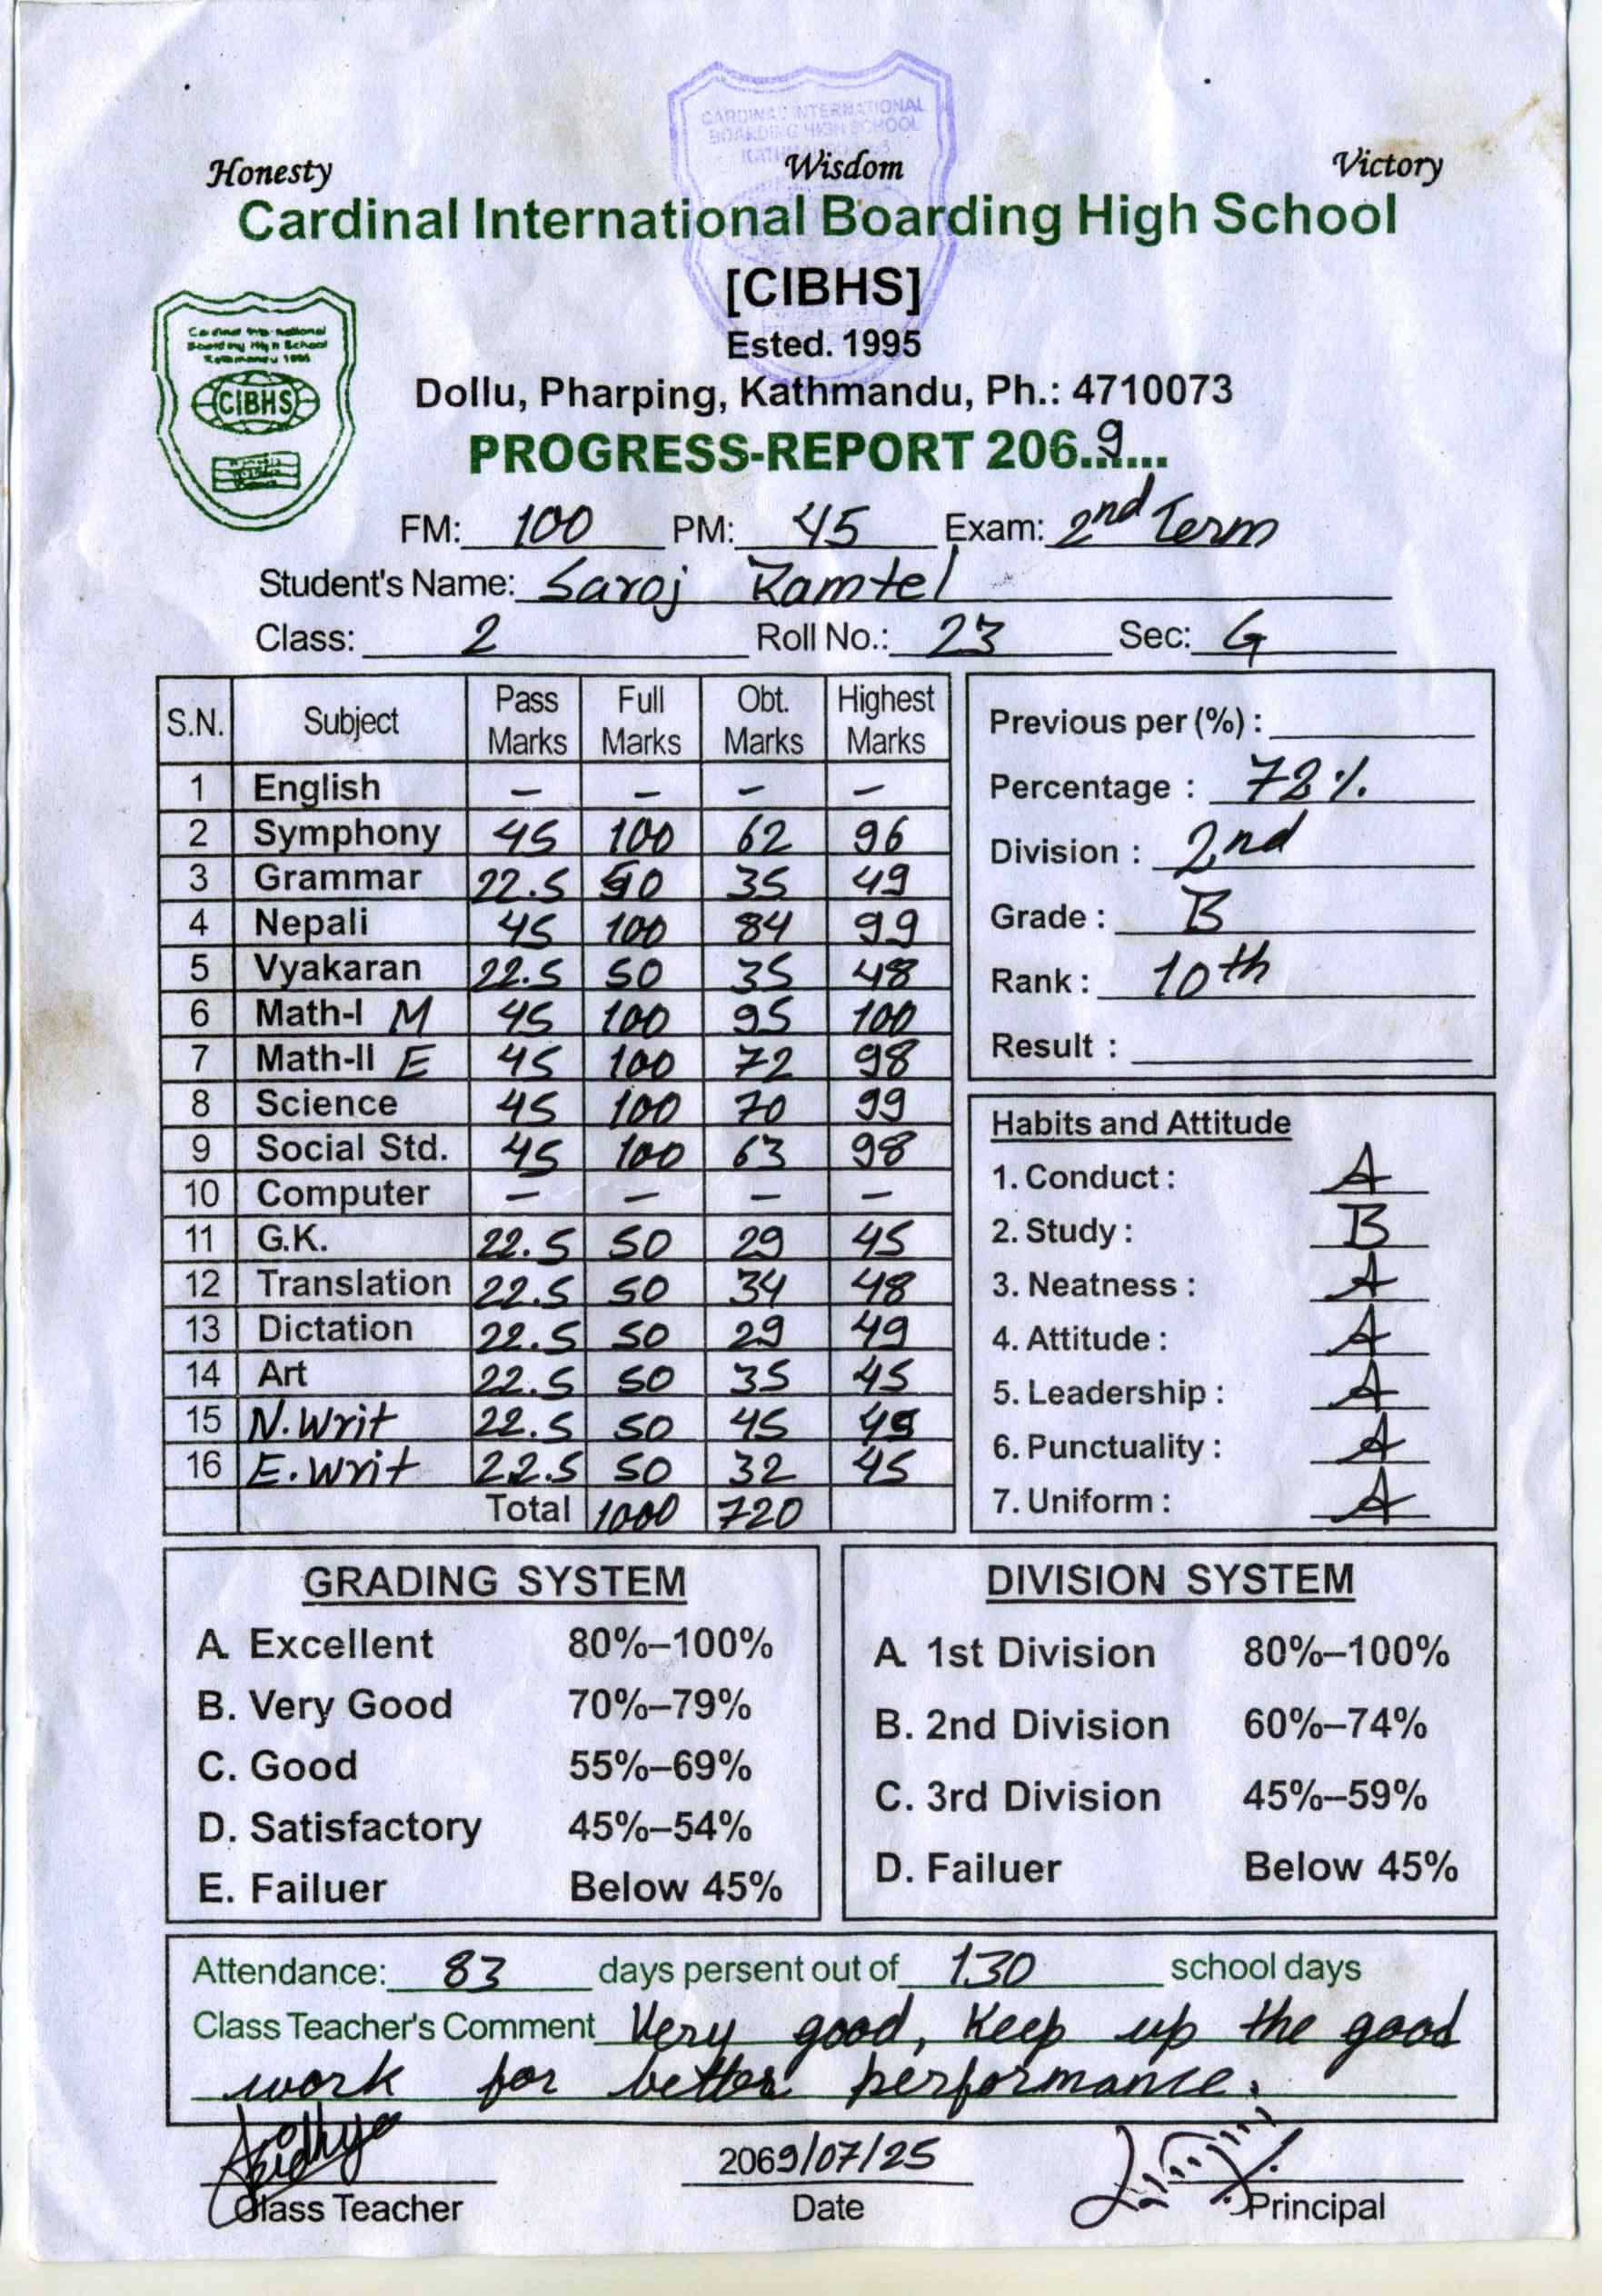 CARDINAL INTERNATIONAL
BOARDING HIGH SCHOOL
Honesty Wisdom Victory
Cardinal International Boarding High School
[CIBHS]
Ested. 1995
CIBHS
Dollu, Pharping, Kathmandu, Ph.: 4710073
PROGRESS-REPORT 206.9.....
FM: 100 PM: 45 Exam: 2nd Term
Student's Name: Saroj Ramtel
Class: 2 Roll No.: 23 Sec: G
S.N. Subject Pass Marks Full Marks Obt. Marks Highest Marks
1 English – – – –
2 Symphony 45 100 62 96
3 Grammar 22.5 50 35 49
4 Nepali 45 100 84 99
5 Vyakaran 22.5 50 35 48
6 Math-I M 45 100 95 100
7 Math-II E 45 100 72 98
8 Science 45 100 70 99
9 Social Std. 45 100 63 98
10 Computer – – – –
11 G.K. 22.5 50 29 45
12 Translation 22.5 50 34 48
13 Dictation 22.5 50 29 49
14 Art 22.5 50 35 45
15 N.Writ 22.5 50 45
16 E.Writ 22.5 50 32 45
Total 1000 720
Previous per (%) :
Percentage : 72%
Division : 2nd
Grade : B
Rank : 10th
Result :
Habits and Attitude
1. Conduct : A
2. Study : B
3. Neatness : A
4. Attitude : A
5. Leadership : A
6. Punctuality : A
7. Uniform : A
GRADING SYSTEM
A. Excellent 80%–100%
B. Very Good 70%–79%
C. Good 55%–69%
D. Satisfactory 45%–54%
E. Failuer Below 45%
DIVISION SYSTEM
A. 1st Division 80%–100%
B. 2nd Division 60%–74%
C. 3rd Division 45%–59%
D. Failuer Below 45%
Attendance: 83 days persent out of 130 school days
Class Teacher's Comment Very good, Keep up the good
work for better performance.
2069/07/25
Class Teacher Date Principal